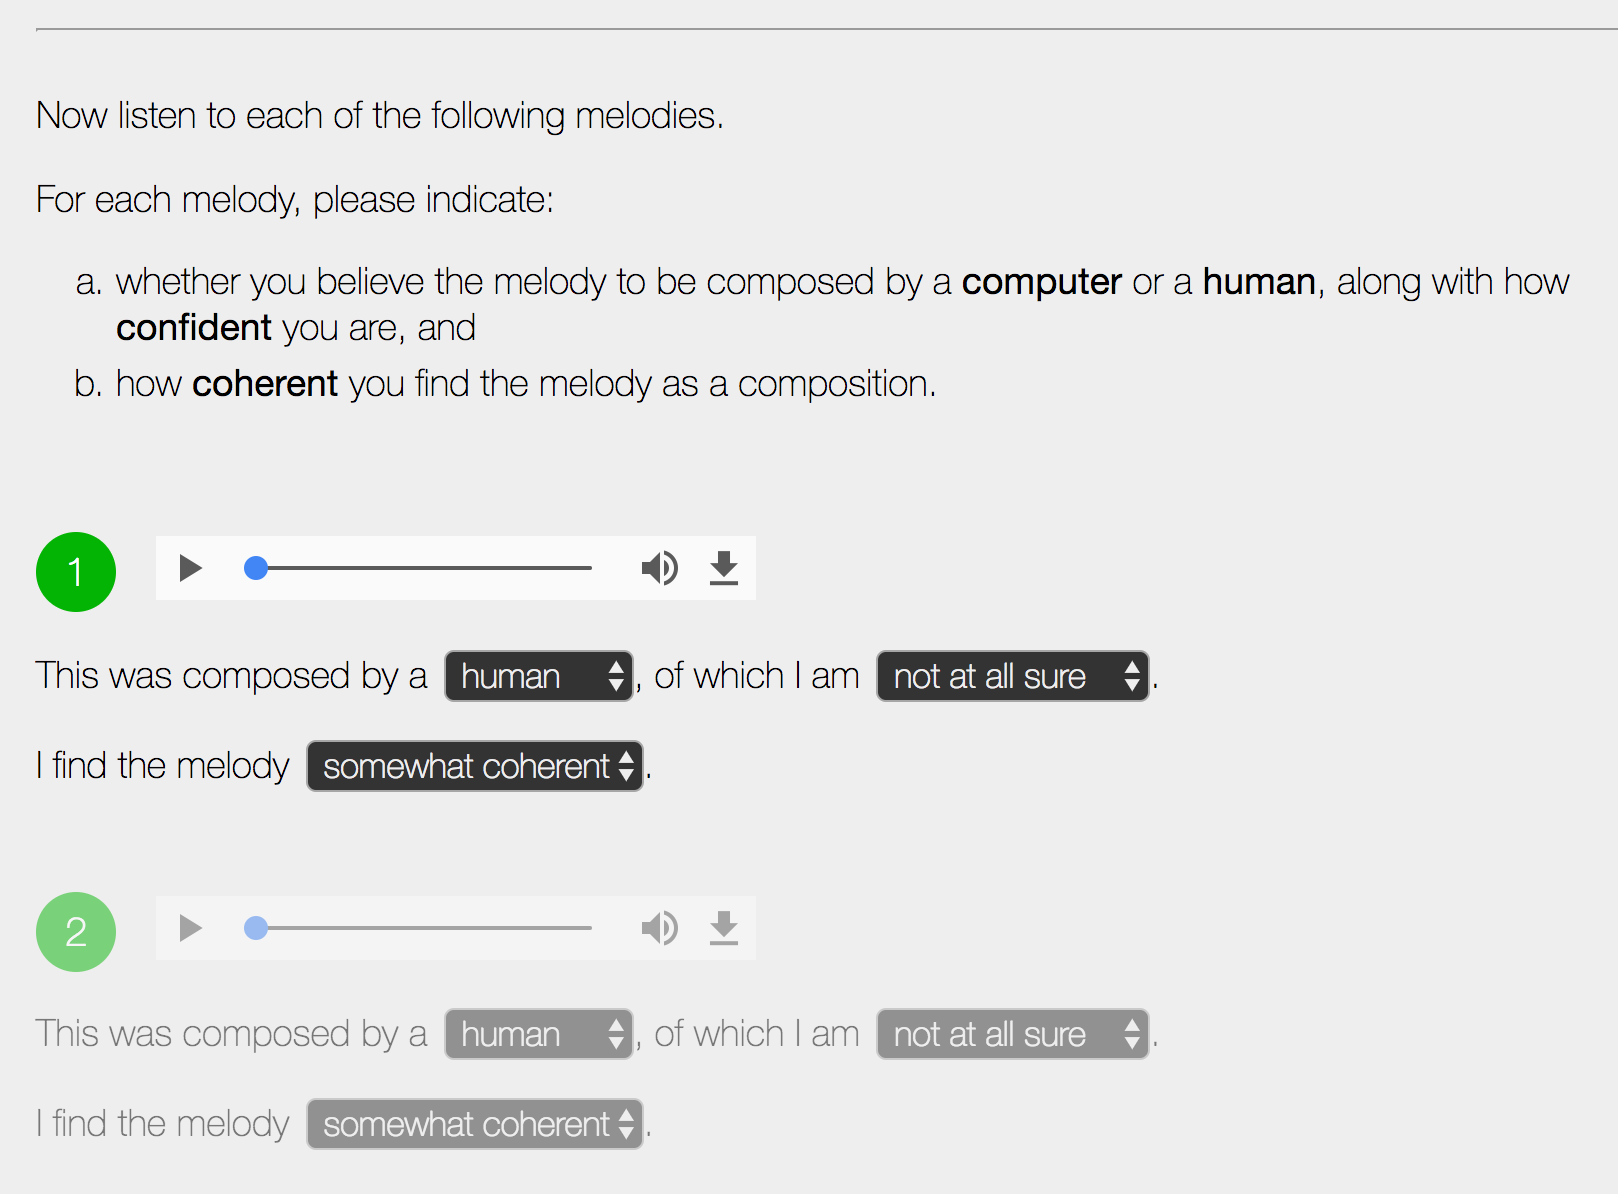 Now listen to each of the following melodies.
For each melody, please indicate:
a. whether you believe the melody to be composed by a computer or a human, along with how
confident you are, and
b. how coherent you find the melody as a composition.
1
This was composed by a human, of which I am not at all sure.
I find the melody somewhat coherent.
2
This was composed by a human, of which I am not at all sure.
I find the melody somewhat coherent.